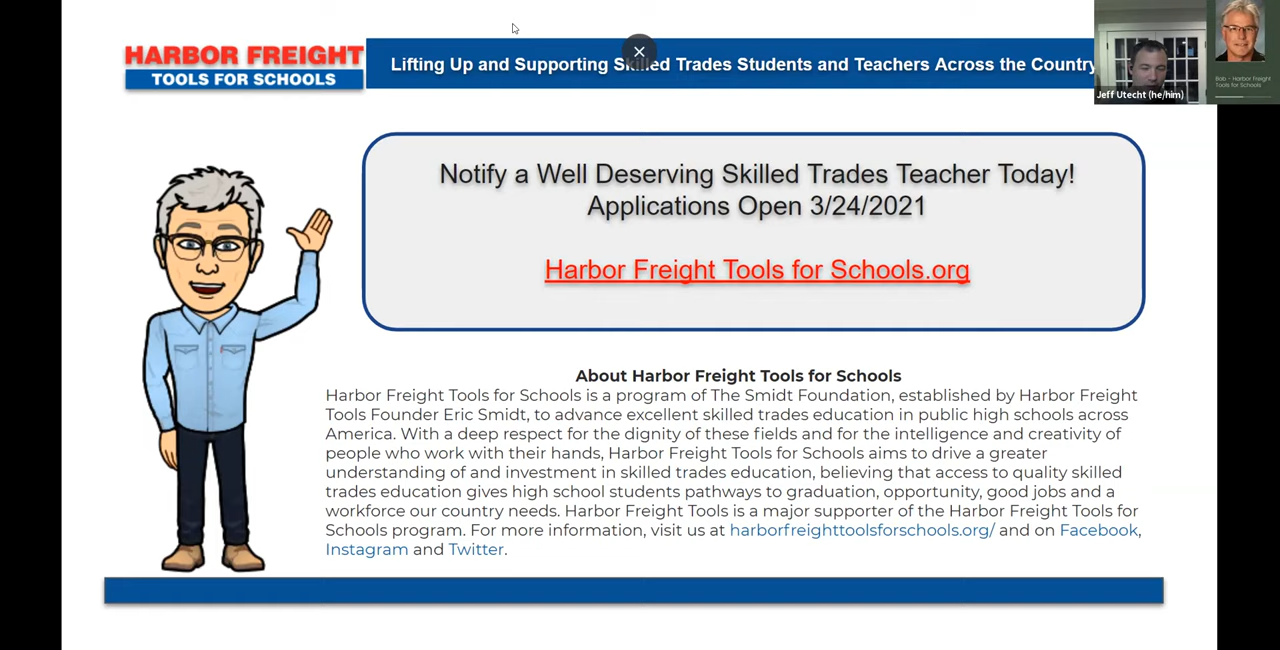 HARBOR FREIGHT
TOOLS FOR SCHOOLS
Lifting Up and Supporting Skilled Trades Students and Teachers Across the Country
Jeff Utecht (he/him)
Bob - Harbor Freight
Tools for Schools
Notify a Well Deserving Skilled Trades Teacher Today!
Applications Open 3/24/2021
Harbor Freight Tools for Schools.org
About Harbor Freight Tools for Schools
Harbor Freight Tools for Schools is a program of The Smidt Foundation, established by Harbor Freight
Tools Founder Eric Smidt, to advance excellent skilled trades education in public high schools across
America. With a deep respect for the dignity of these fields and for the intelligence and creativity of
people who work with their hands, Harbor Freight Tools for Schools aims to drive a greater
understanding of and investment in skilled trades education, believing that access to quality skilled
trades education gives high school students pathways to graduation, opportunity, good jobs and a
workforce our country needs. Harbor Freight Tools is a major supporter of the Harbor Freight Tools for
Schools program. For more information, visit us at harborfreighttoolsforschools.org/ and on Facebook,
Instagram and Twitter.